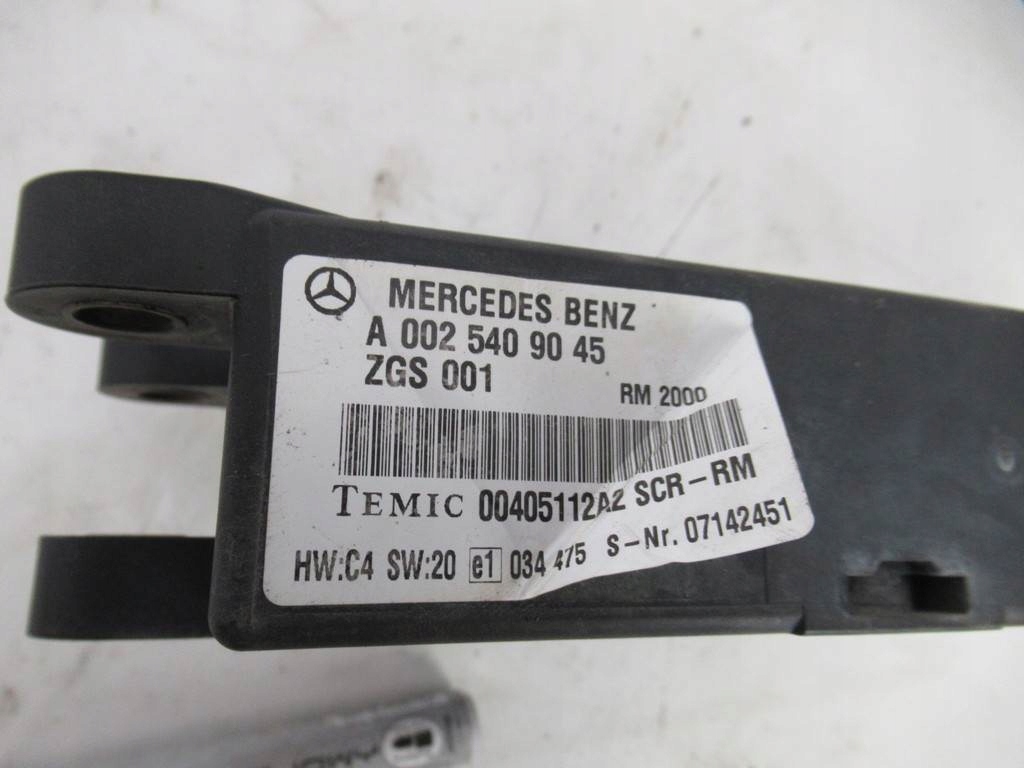 MERCEDES BENZ
A 002 540 90 45
ZGS 001
RM 2000
TEMIC 00405112A2 SCR-RM
HW:C4 SW:20 e1 034 475 S-Nr. 07142451